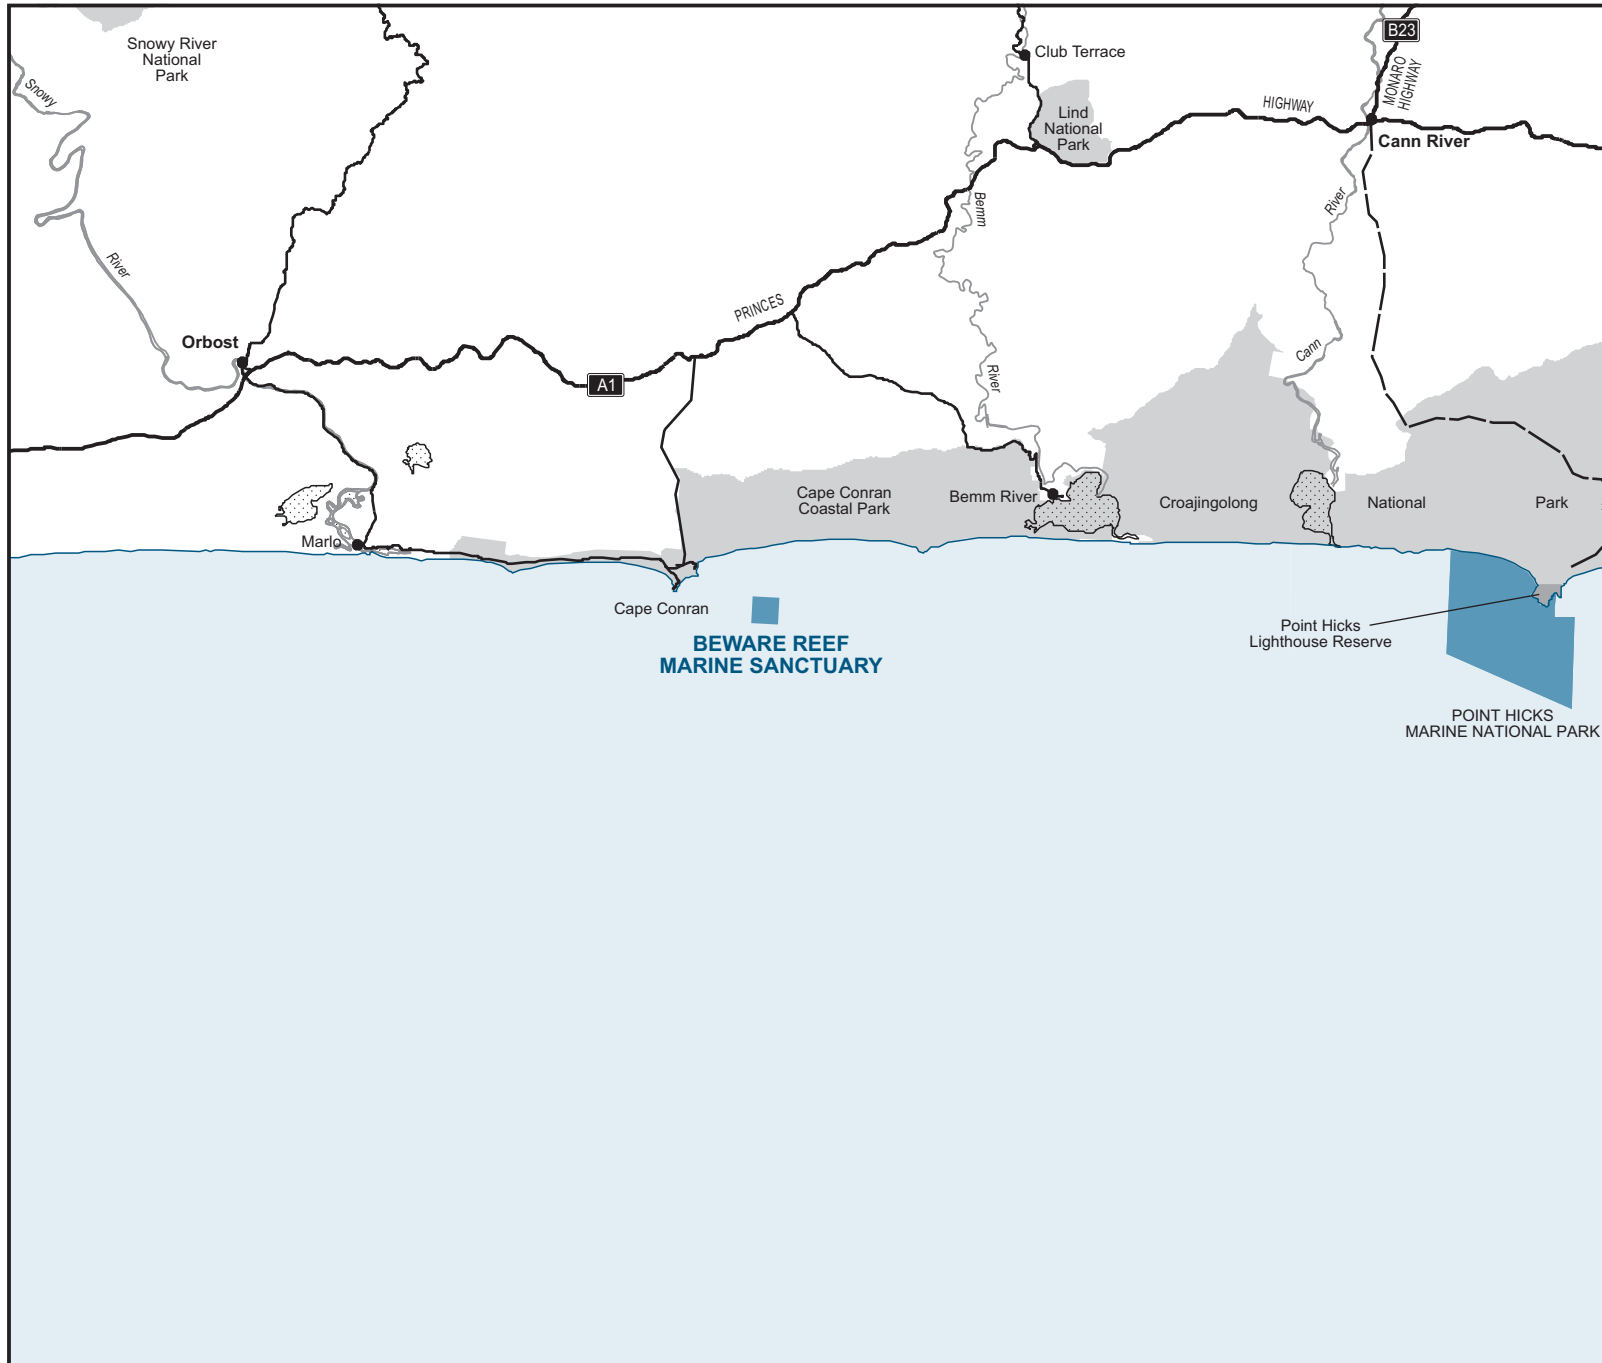 Snowy River
National
Park
Snowy
River
Club Terrace
B23
MONARO
HIGHWAY
Lind
National
Park
HIGHWAY
Cann River
Bemm
River
River
Cann
PRINCES
Orbost
A1
Cape Conran
Coastal Park
Bemm River
Croajingolong
National
Park
Marlo
Cape Conran
BEWARE REEF
MARINE SANCTUARY
Point Hicks
Lighthouse Reserve
POINT HICKS
MARINE NATIONAL PARK